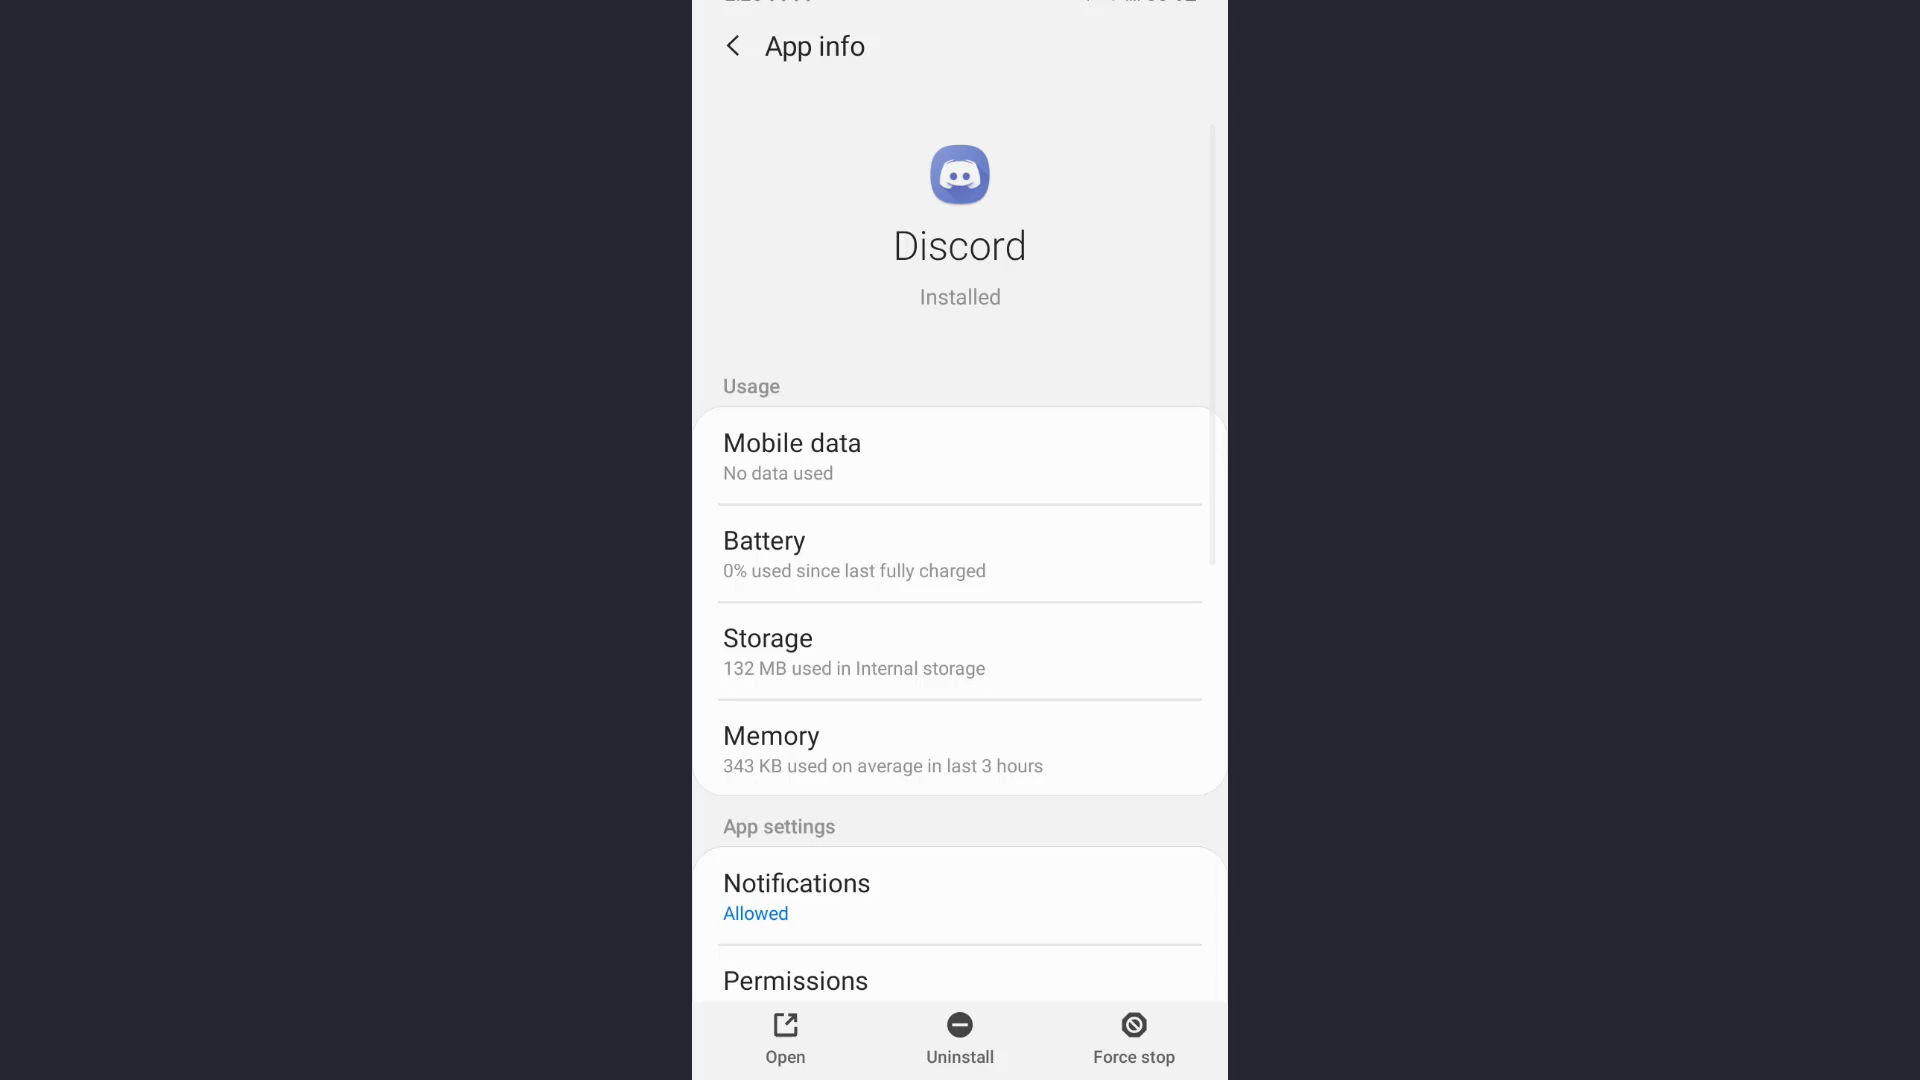 App info
Discord
Installed
Usage
Mobile data
No data used
Battery
0% used since last fully charged
Storage
132 MB used in Internal storage
Memory
343 KB used on average in last 3 hours
App settings
Notifications
Allowed
Permissions
Open
Uninstall
Force stop